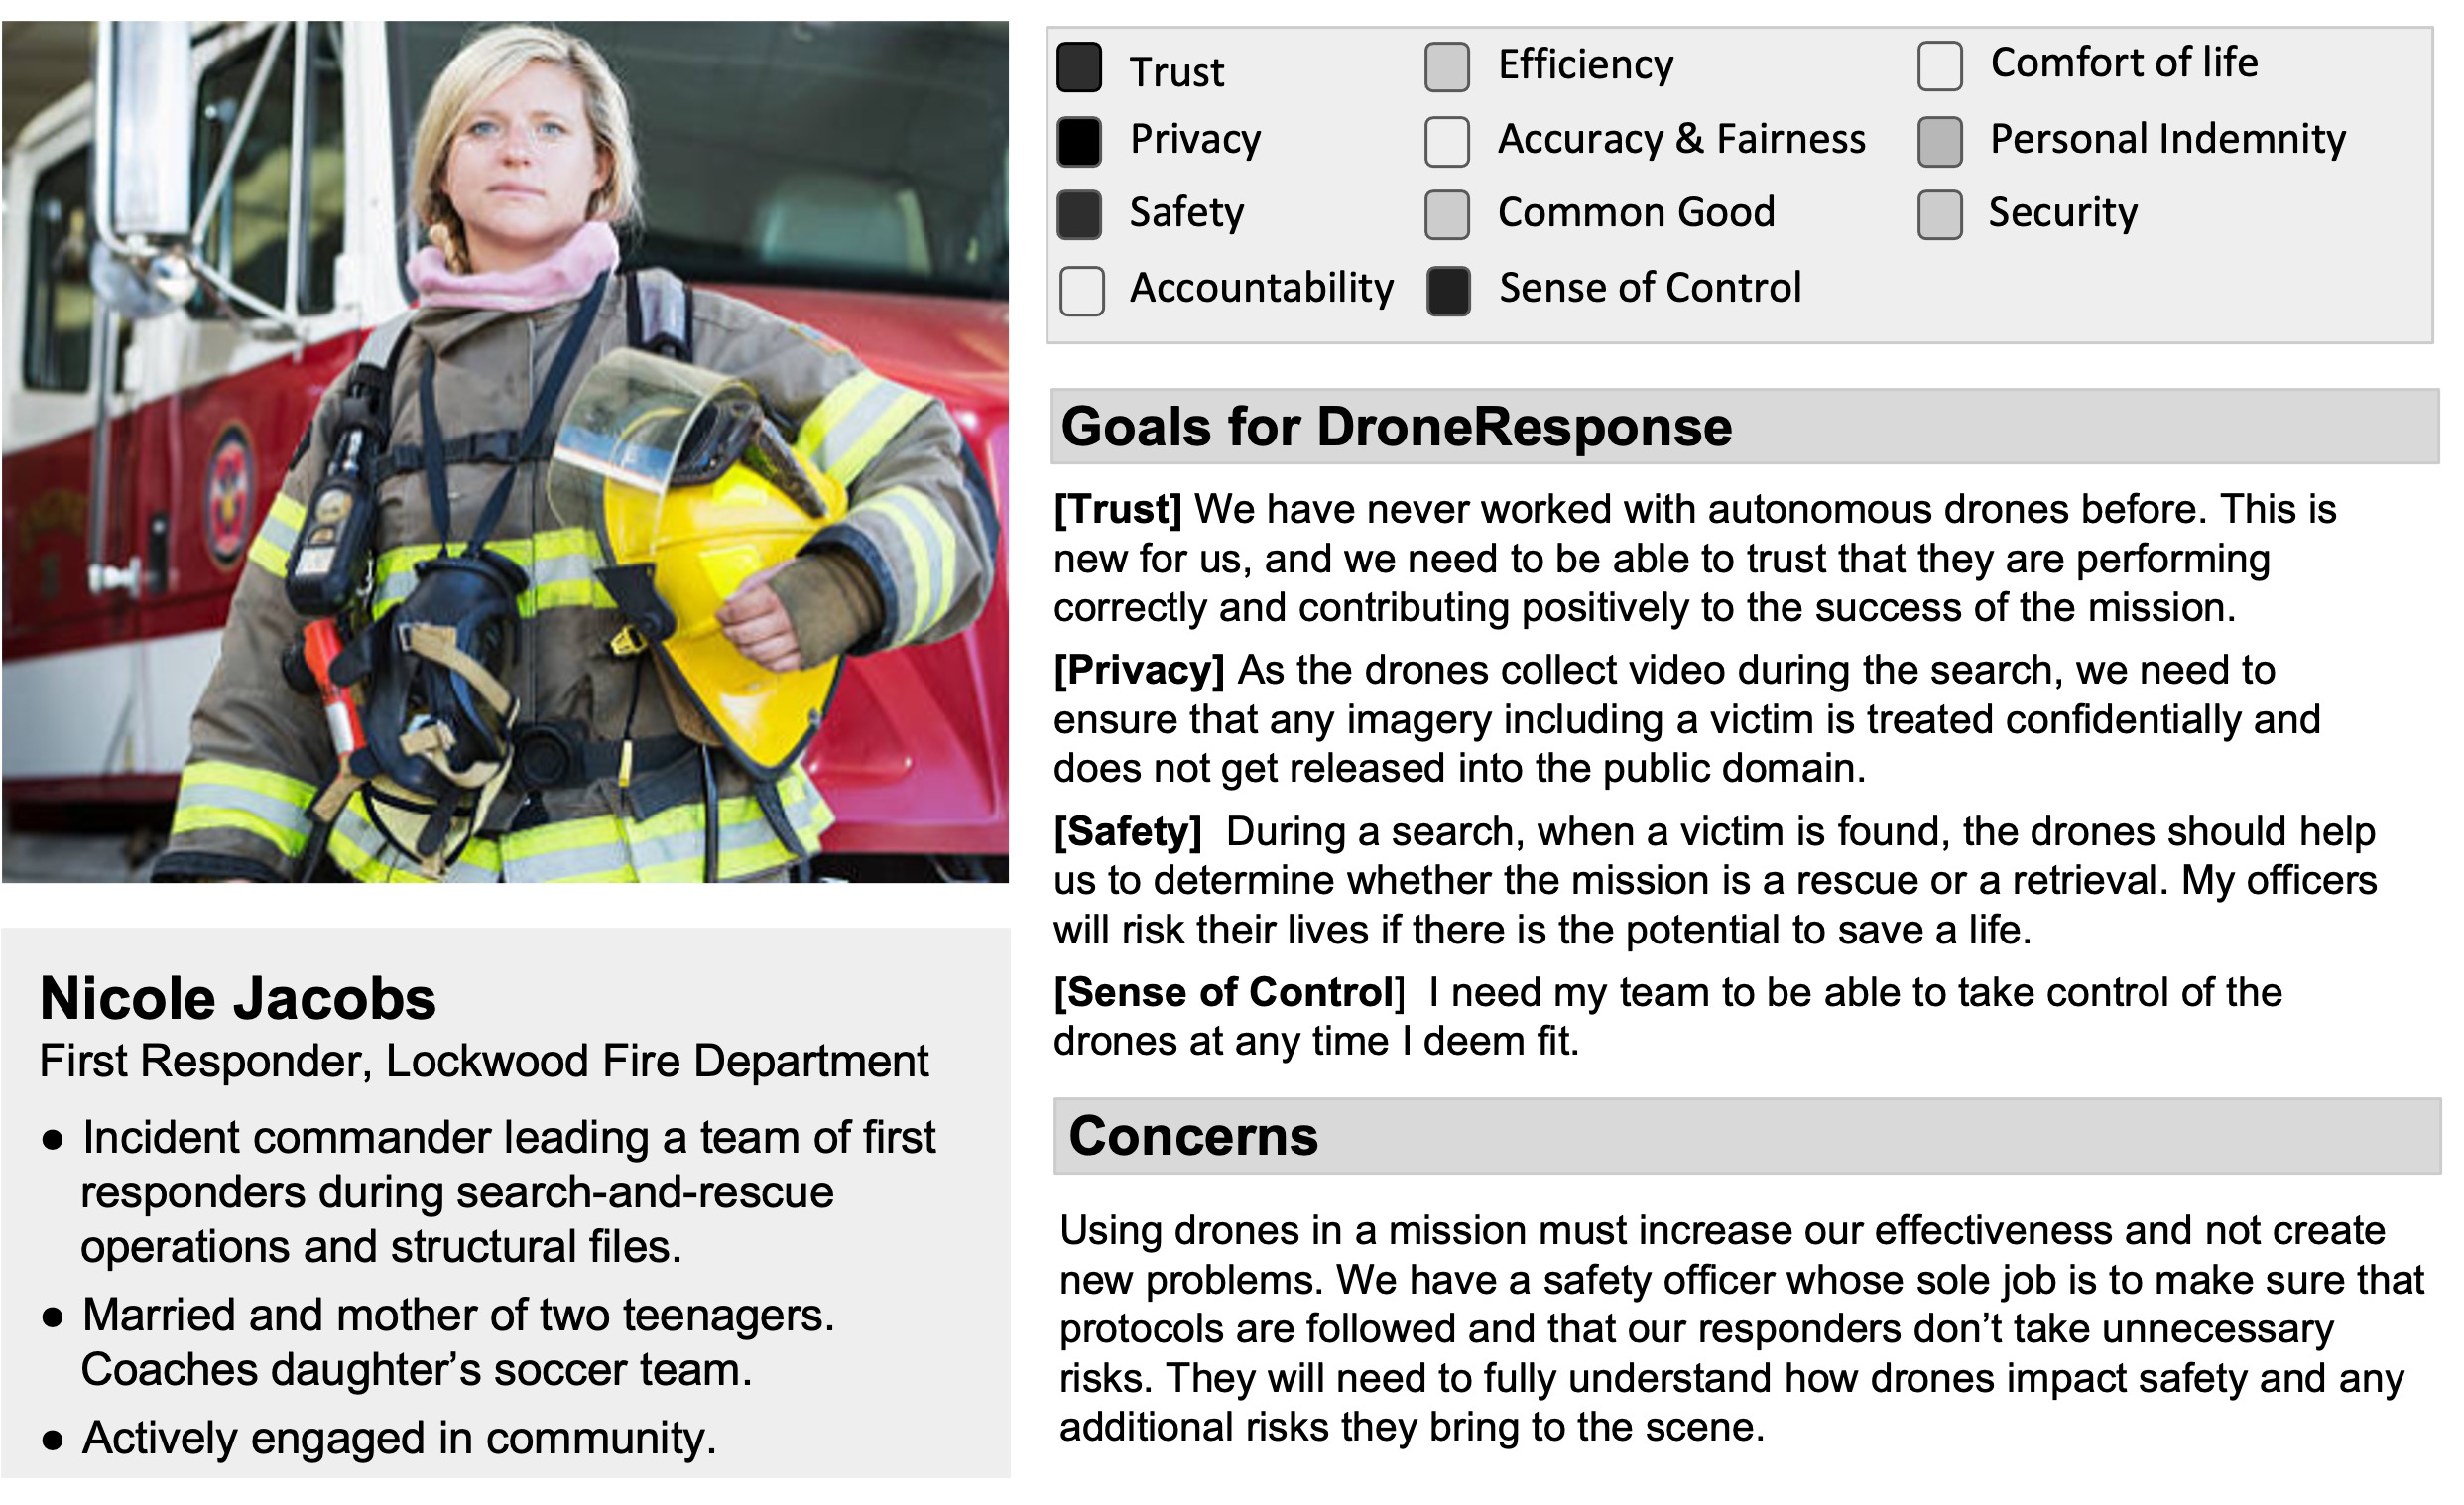 Trust
Efficiency
Comfort of life
Privacy
Accuracy & Fairness
Personal Indemnity
Safety
Common Good
Security
Accountability
Sense of Control
Goals for DroneResponse
[Trust] We have never worked with autonomous drones before. This is
new for us, and we need to be able to trust that they are performing
correctly and contributing positively to the success of the mission.
[Privacy] As the drones collect video during the search, we need to
ensure that any imagery including a victim is treated confidentially and
does not get released into the public domain.
[Safety] During a search, when a victim is found, the drones should help
us to determine whether the mission is a rescue or a retrieval. My officers
will risk their lives if there is the potential to save a life.
[Sense of Control] I need my team to be able to take control of the
drones at any time I deem fit.
Concerns
Using drones in a mission must increase our effectiveness and not create
new problems. We have a safety officer whose sole job is to make sure that
protocols are followed and that our responders don’t take unnecessary
risks. They will need to fully understand how drones impact safety and any
additional risks they bring to the scene.
Nicole Jacobs
First Responder, Lockwood Fire Department
● Incident commander leading a team of first
responders during search-and-rescue
operations and structural files.
● Married and mother of two teenagers.
Coaches daughter’s soccer team.
● Actively engaged in community.